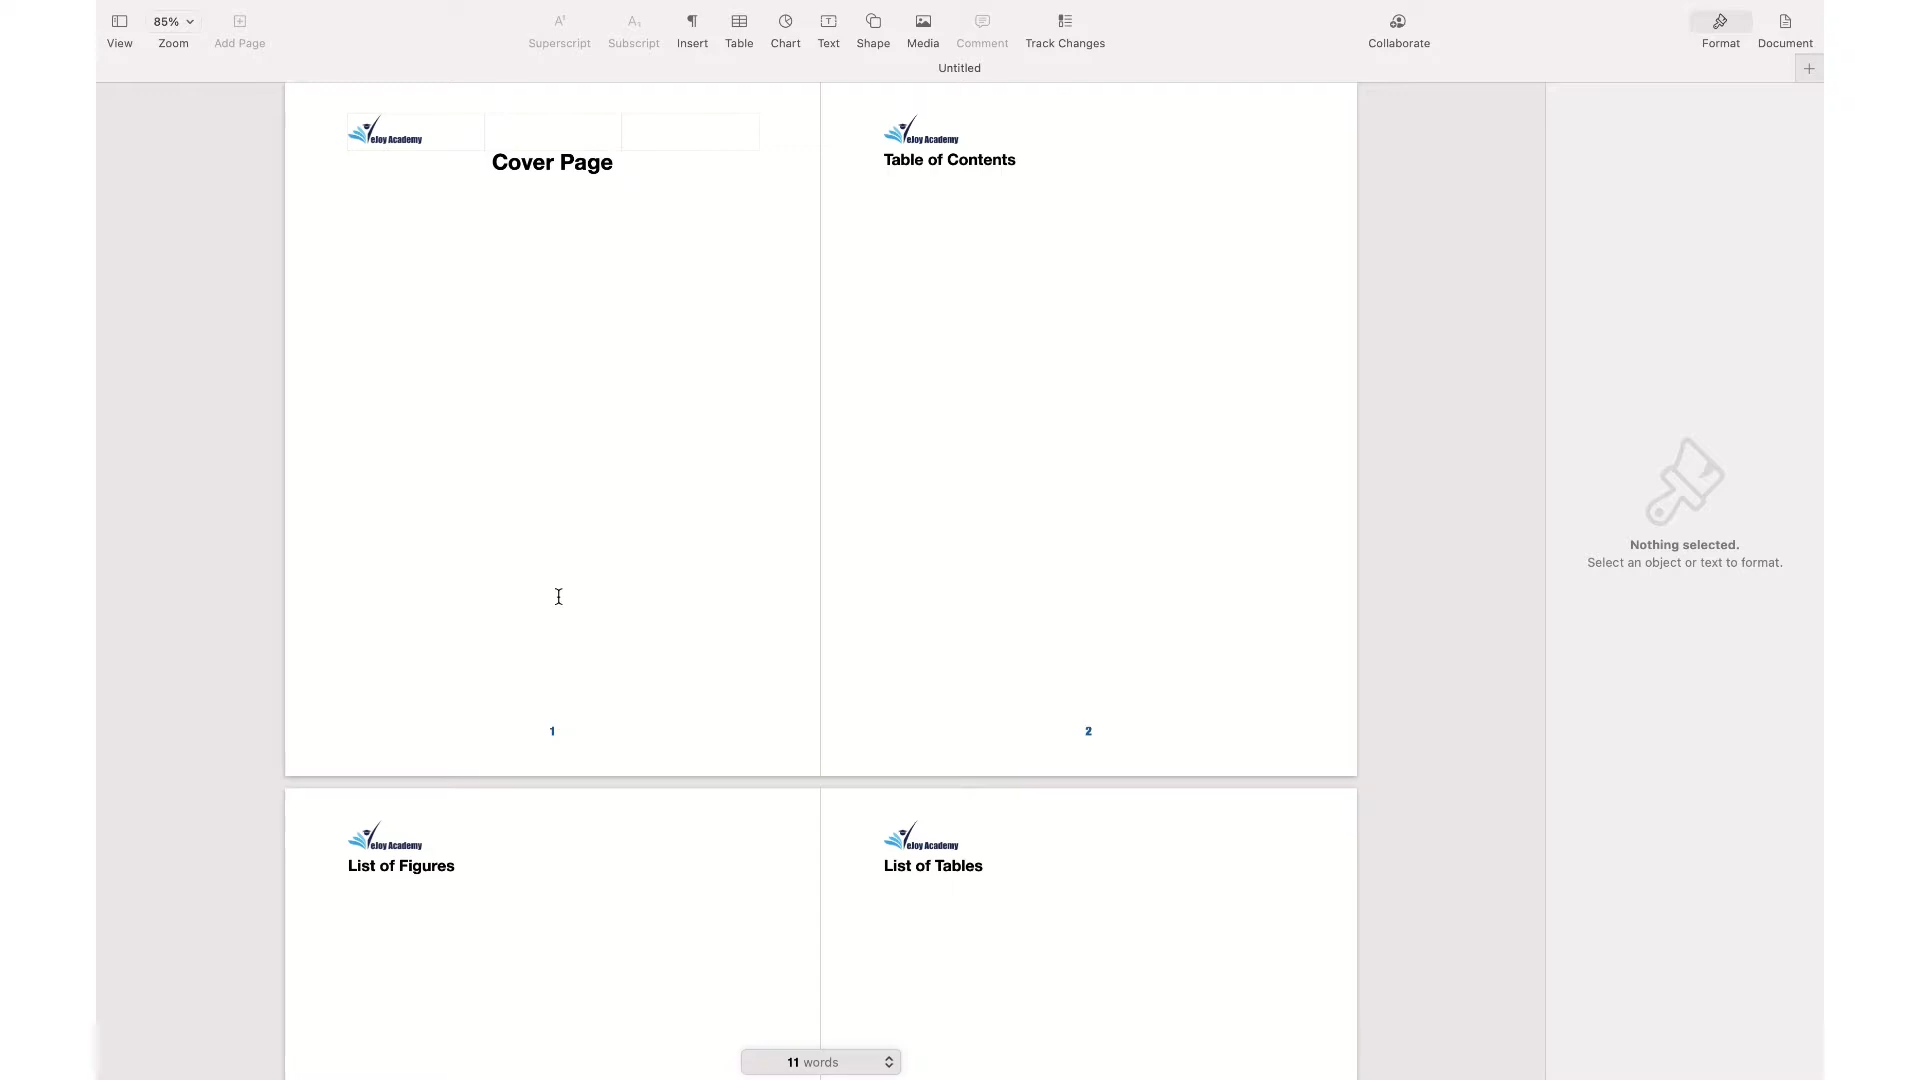 85%
View
Zoom
Add Page
Superscript
Subscript
Insert
Table
Chart
Text
Shape
Media
Comment
Track Changes
Collaborate
Format
Document
Untitled
eJoy Academy
Cover Page
1
eJoy Academy
Table of Contents
2
eJoy Academy
List of Figures
eJoy Academy
List of Tables
Nothing selected.
Select an object or text to format.
11 words